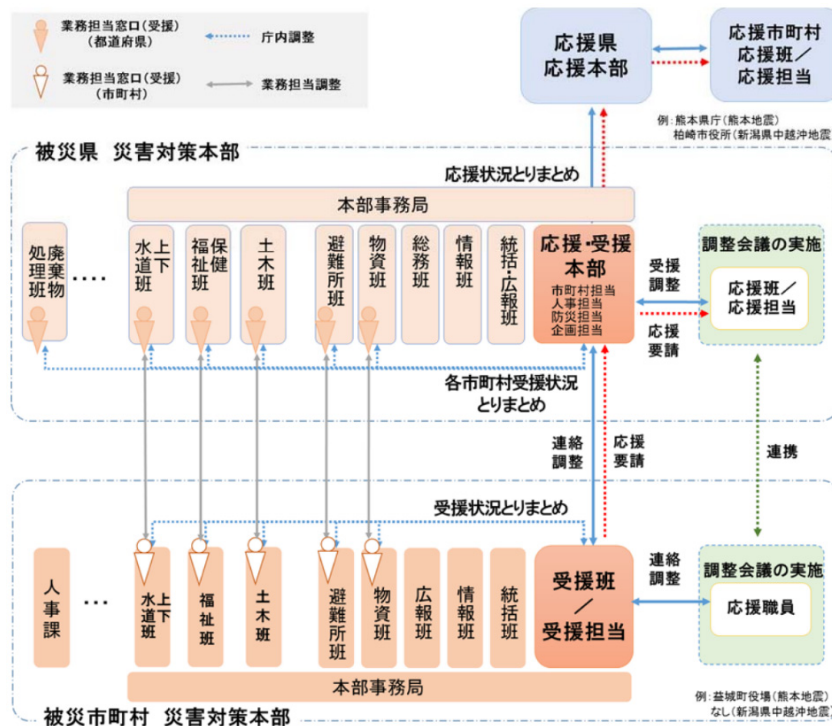 業務担当窓口(受援)
(都道府県)
庁内調整
業務担当窓口(受援)
(市町村)
業務担当調整
応援県
応援本部
応援市町村
応援班／
応援担当
例：熊本県庁(熊本地震)
柏崎市役所(新潟県中越沖地震
被災県 災害対策本部
応援状況とりまとめ
本部事務局
廃棄物
処理班
‥‥
上下
水道班
保健
福祉班
土木班
避難所班
物資班
総務班
情報班
統括・広報班
応援・受援
本部
市町村担当
人事担当
防災担当
企画担当
受援
調整
応援
要請
調整会議の実施
応援班／
応援担当
各市町村受援状況
とりまとめ
連絡
調整
応援
要請
連携
受援状況とりまとめ
人事課
…
上下
水道班
福祉班
土木班
避難所班
物資班
広報班
情報班
統括班
受援班
／
受援担当
連絡
調整
調整会議の実施
応援職員
本部事務局
例：益城町役場(熊本地震)
なし(新潟県中越沖地震)
被災市町村 災害対策本部